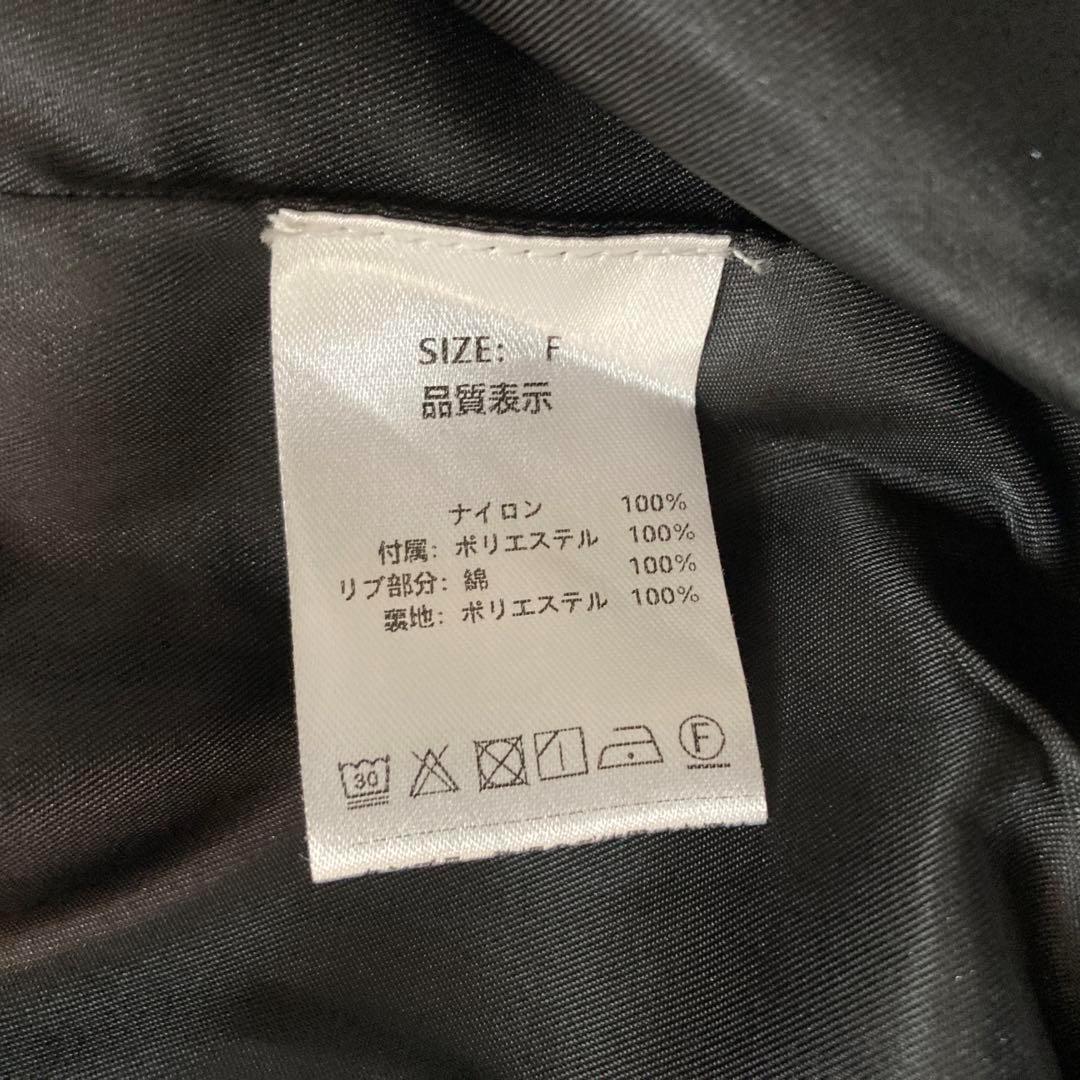 SIZE: F
品質表示
ナイロン 100%
付属: ポリエステル 100%
リブ部分: 綿 100%
裏地: ポリエステル 100%
30 F